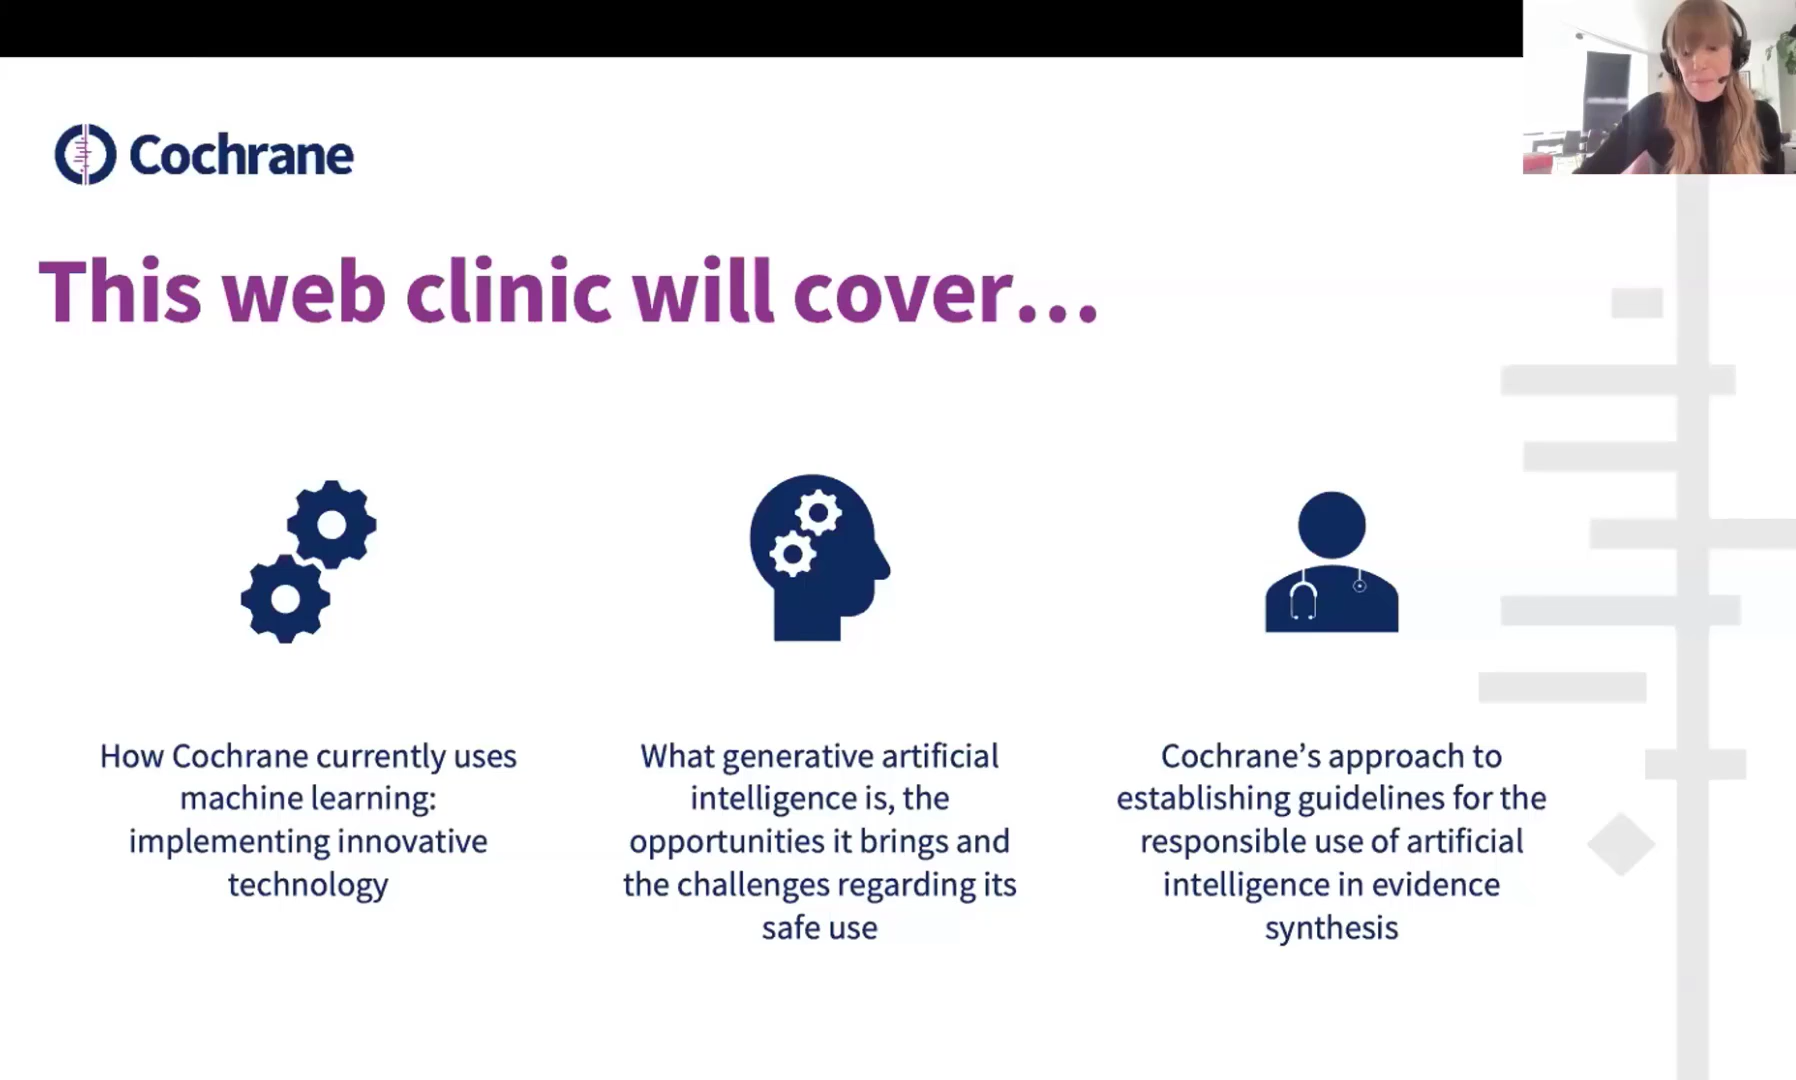 Cochrane
This web clinic will cover...
How Cochrane currently uses
machine learning:
implementing innovative
technology
What generative artificial
intelligence is, the
opportunities it brings and
the challenges regarding its
safe use
Cochrane’s approach to
establishing guidelines for the
responsible use of artificial
intelligence in evidence
synthesis